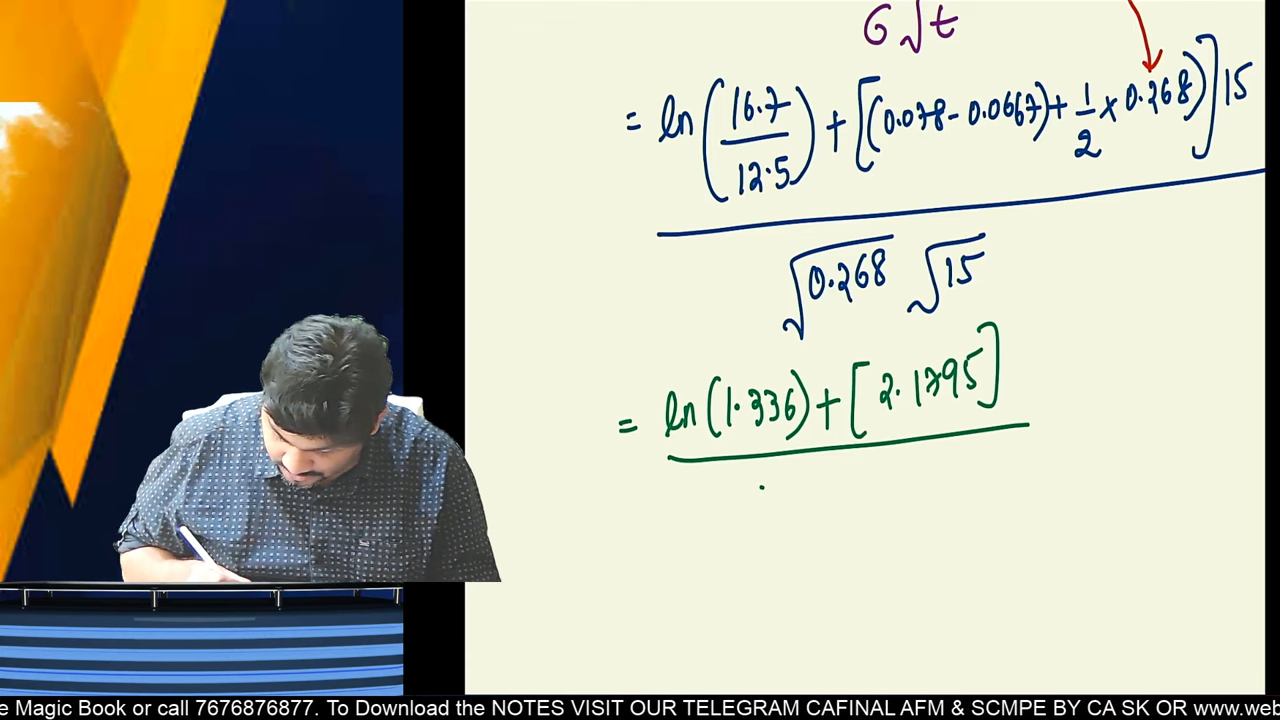 σ√t
= ln(16.7/12.5) + [(0.078 - 0.0667) + 1/2 × 0.268)] 15
√0.268 √15
= ln(1.336) + [2.1795]
e Magic Book or call 7676876877. To Download the NOTES VISIT OUR TELEGRAM CAFINAL AFM & SCMPE BY CA SK OR www.web